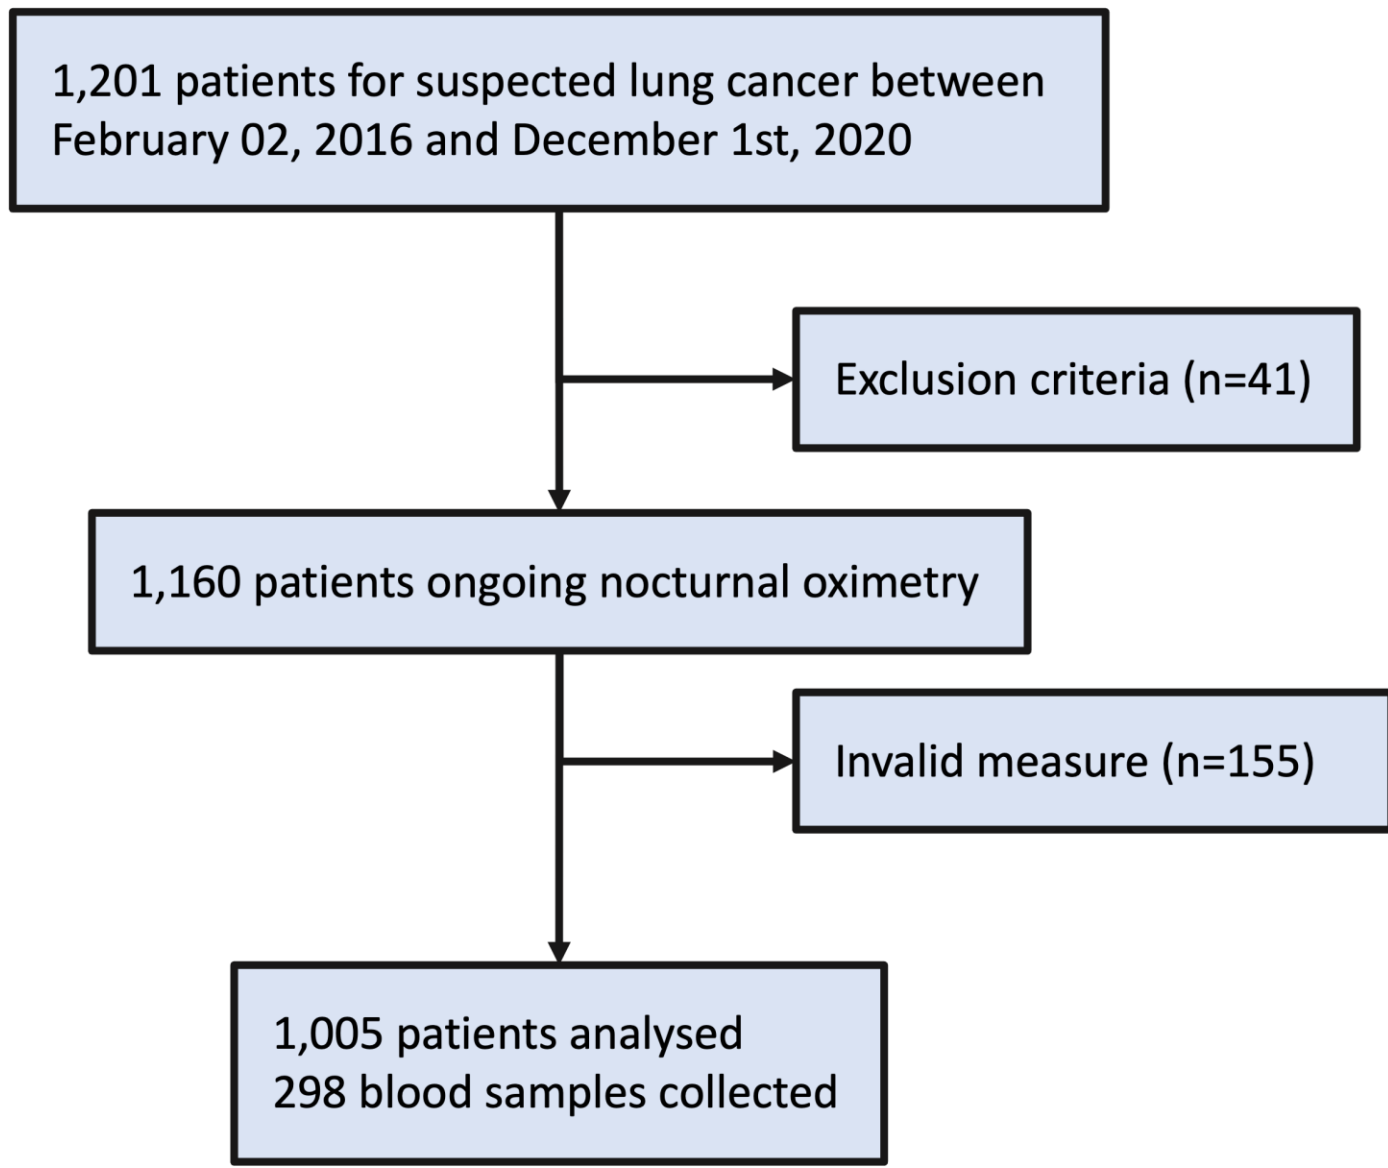 1,201 patients for suspected lung cancer between
February 02, 2016 and December 1st, 2020
Exclusion criteria (n=41)
1,160 patients ongoing nocturnal oximetry
Invalid measure (n=155)
1,005 patients analysed
298 blood samples collected